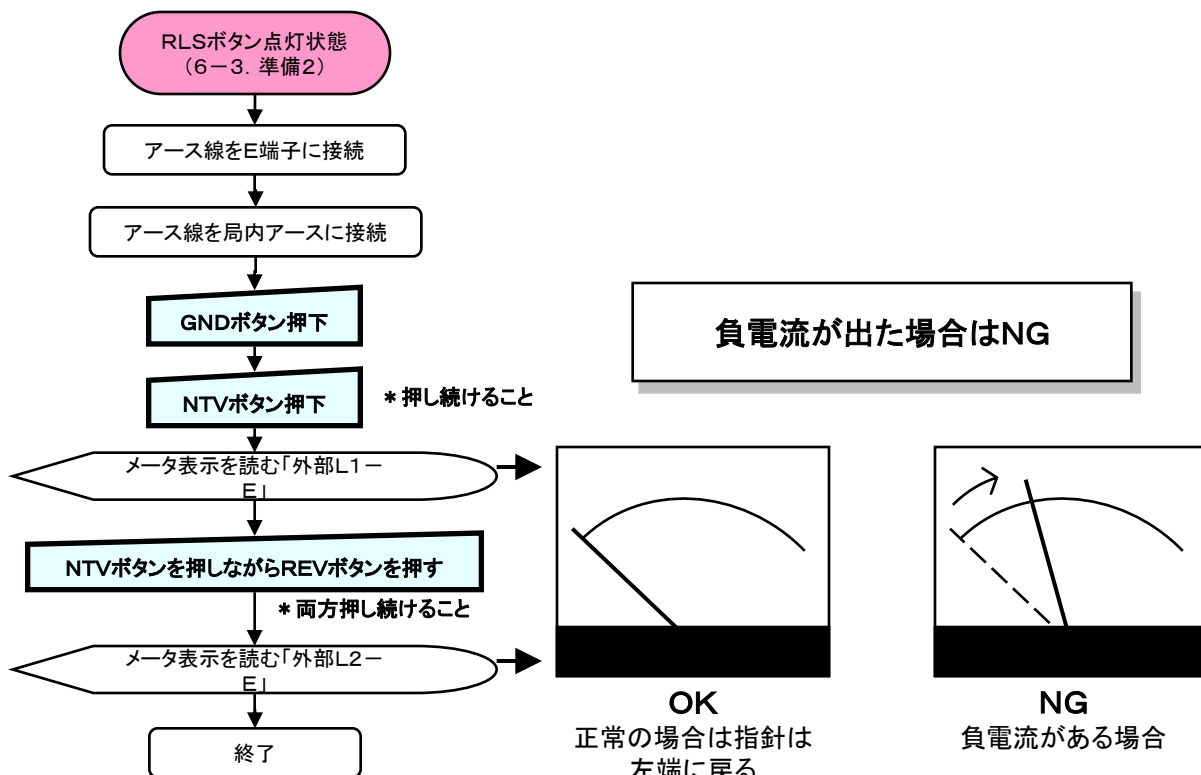 RLSボタン点灯状態
(6-3. 準備2)
アース線をE端子に接続
アース線を局内アースに接続
GNDボタン押下
負電流が出た場合はNG
NTVボタン押下
*押し続けること
メータ表示を読む「外部L1-
E」
NTVボタンを押しながらREVボタンを押す
*両方押し続けること
メータ表示を読む「外部L2-
E」
終了
OK
正常の場合は指針は
左端に戻る
NG
負電流がある場合